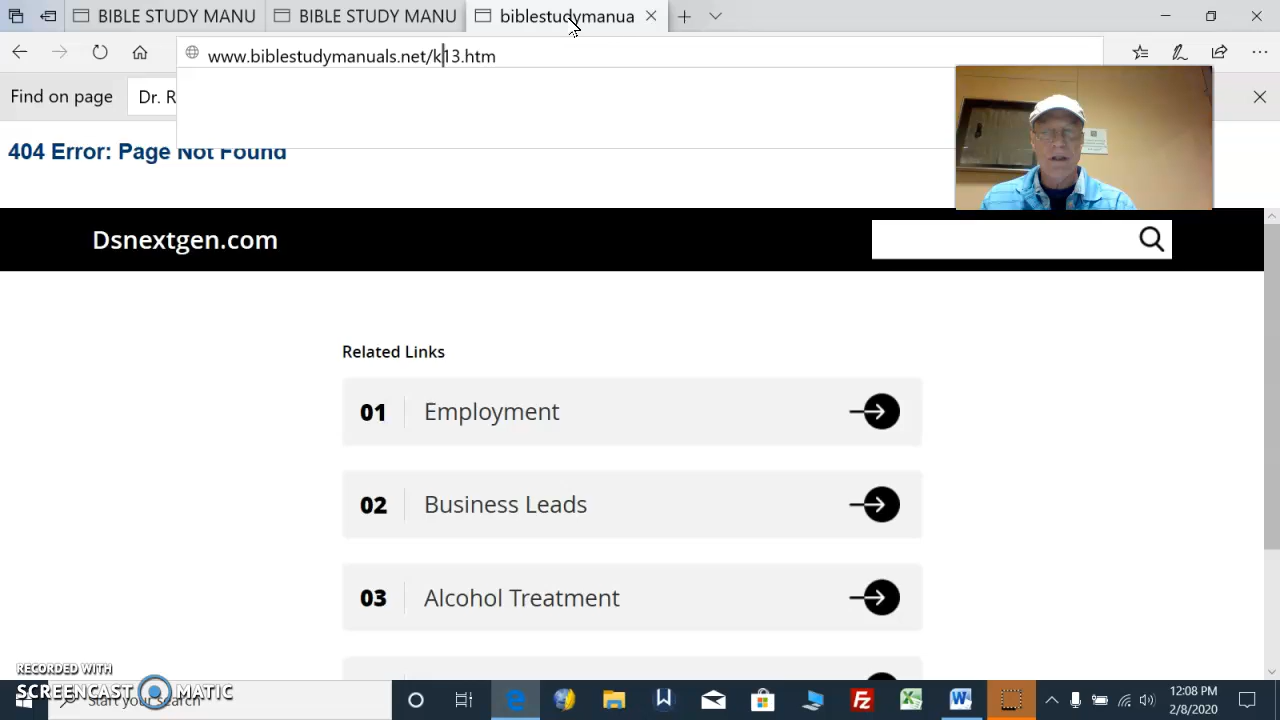 BIBLE STUDY MANU
BIBLE STUDY MANU
biblestudymanua
www.biblestudymanuals.net/k13.htm
Find on page
Dr. R
404 Error: Page Not Found
Dsnextgen.com
Related Links
01 Employment
02 Business Leads
03 Alcohol Treatment
RECORDED WITH
SCREENCAST MATIC
Start your search
12:08 PM
2/8/2020